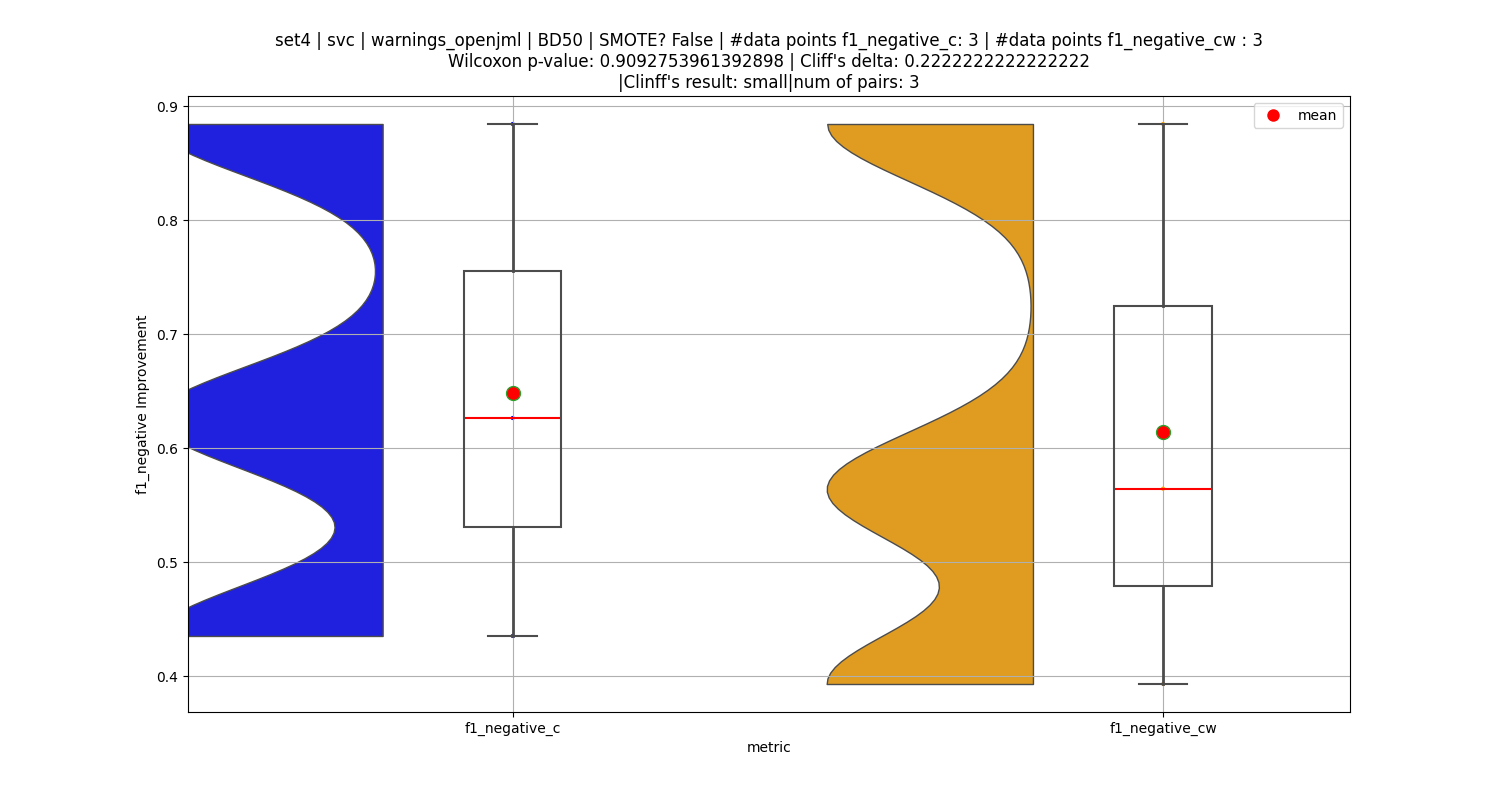 set4 | svc | warnings_openjml | BD50 | SMOTE? False | #data points f1_negative_c: 3 | #data points f1_negative_cw : 3
Wilcoxon p-value: 0.9092753961392898 | Cliff's delta: 0.2222222222222222
|Clinff's result: small|num of pairs: 3
mean
0.9
0.8
0.7
0.6
0.5
0.4
f1_negative Improvement
f1_negative_c
f1_negative_cw
metric